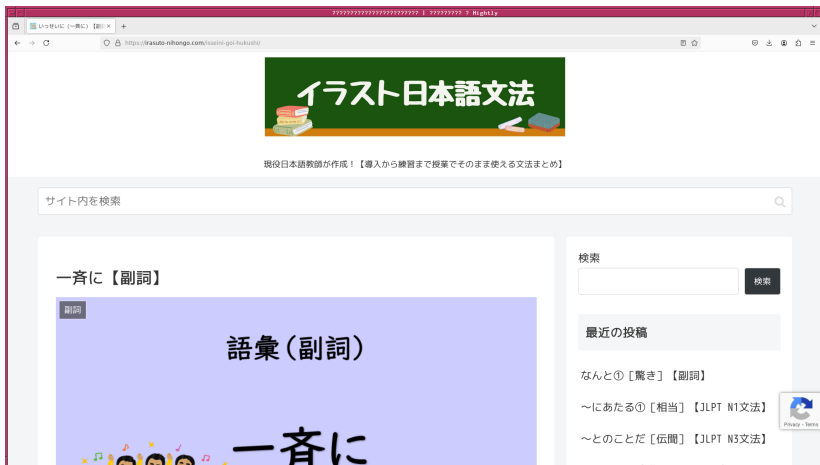 ???????????????????????? | ????????? ? Nightly
いっせいに (一斉に) 【副
https://irasuto-nihongo.com/isseini-goi-hukushi/
イラスト日本語文法
現役日本語教師が作成！【導入から練習まで授業でそのまま使える文法まとめ】
サイト内を検索
一斉に【副詞】
副詞
語彙(副詞)
一斉に
検索
検索
最近の投稿
なんと①［驚き］【副詞】
～にあたる①［相当］【JLPT N1文法】
～とのことだ［伝聞］【JLPT N3文法】
Privacy - Terms